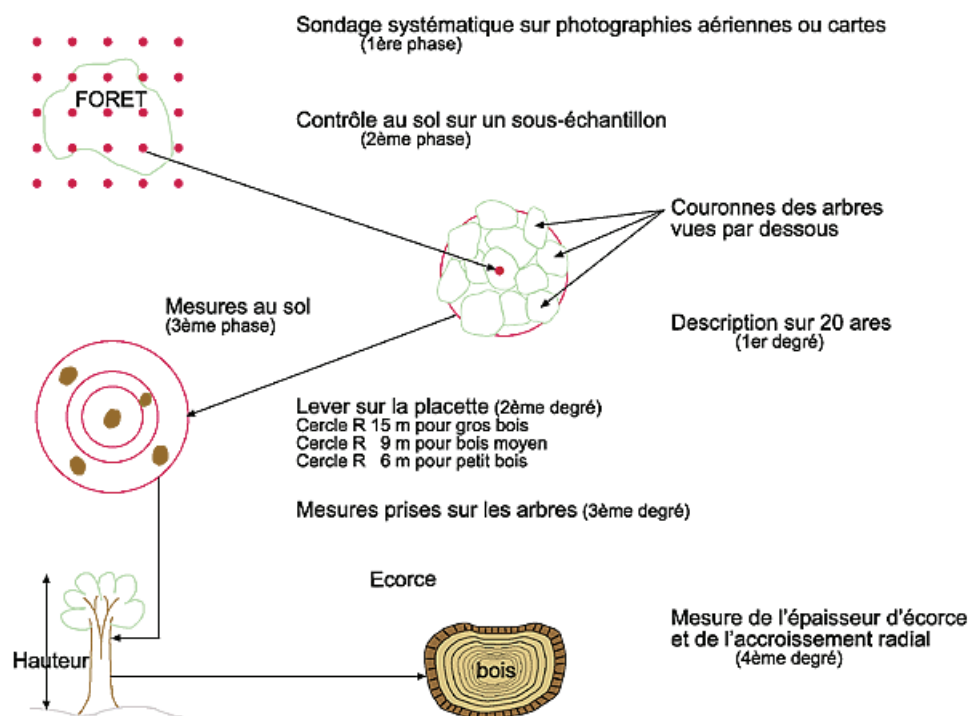 Sondage systématique sur photographies aériennes ou cartes
(1ère phase)
FORET
Contrôle au sol sur un sous-échantillon
(2ème phase)
Couronnes des arbres
vues par dessous
Mesures au sol
(3ème phase)
Description sur 20 ares
(1er degré)
Lever sur la placette (2ème degré)
Cercle R 15 m pour gros bois
Cercle R 9 m pour bois moyen
Cercle R 6 m pour petit bois
Mesures prises sur les arbres (3ème degré)
Ecorce
Mesure de l'épaisseur d'écorce
et de l'accroissement radial
(4ème degré)
Hauteur
bois